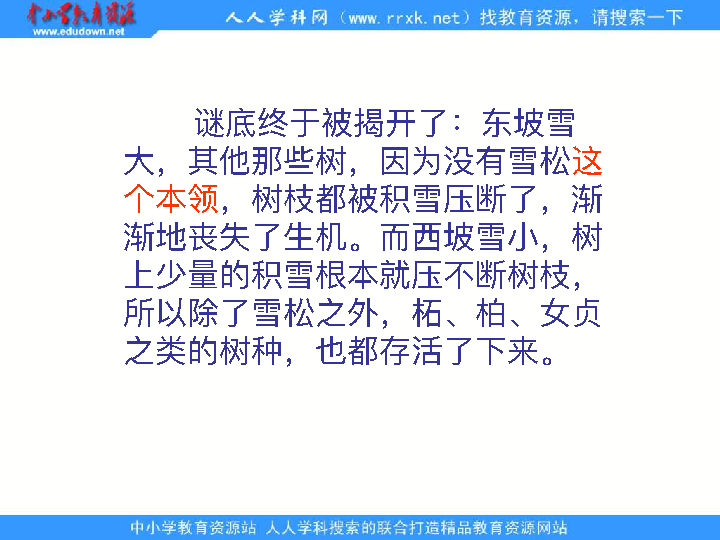 中小学教育资源
www.edudown.net
人人学科网（www.rrxk.net）找教育资源，请搜索一下
谜底终于被揭开了：东坡雪
大，其他那些树，因为没有雪松这
个本领，树枝都被积雪压断了，渐
渐地丧失了生机。而西坡雪小，树
上少量的积雪根本就压不断树枝，
所以除了雪松之外，柘、柏、女贞
之类的树种，也都存活了下来。
中小学教育资源站 人人学科搜索的联合打造精品教育资源网站